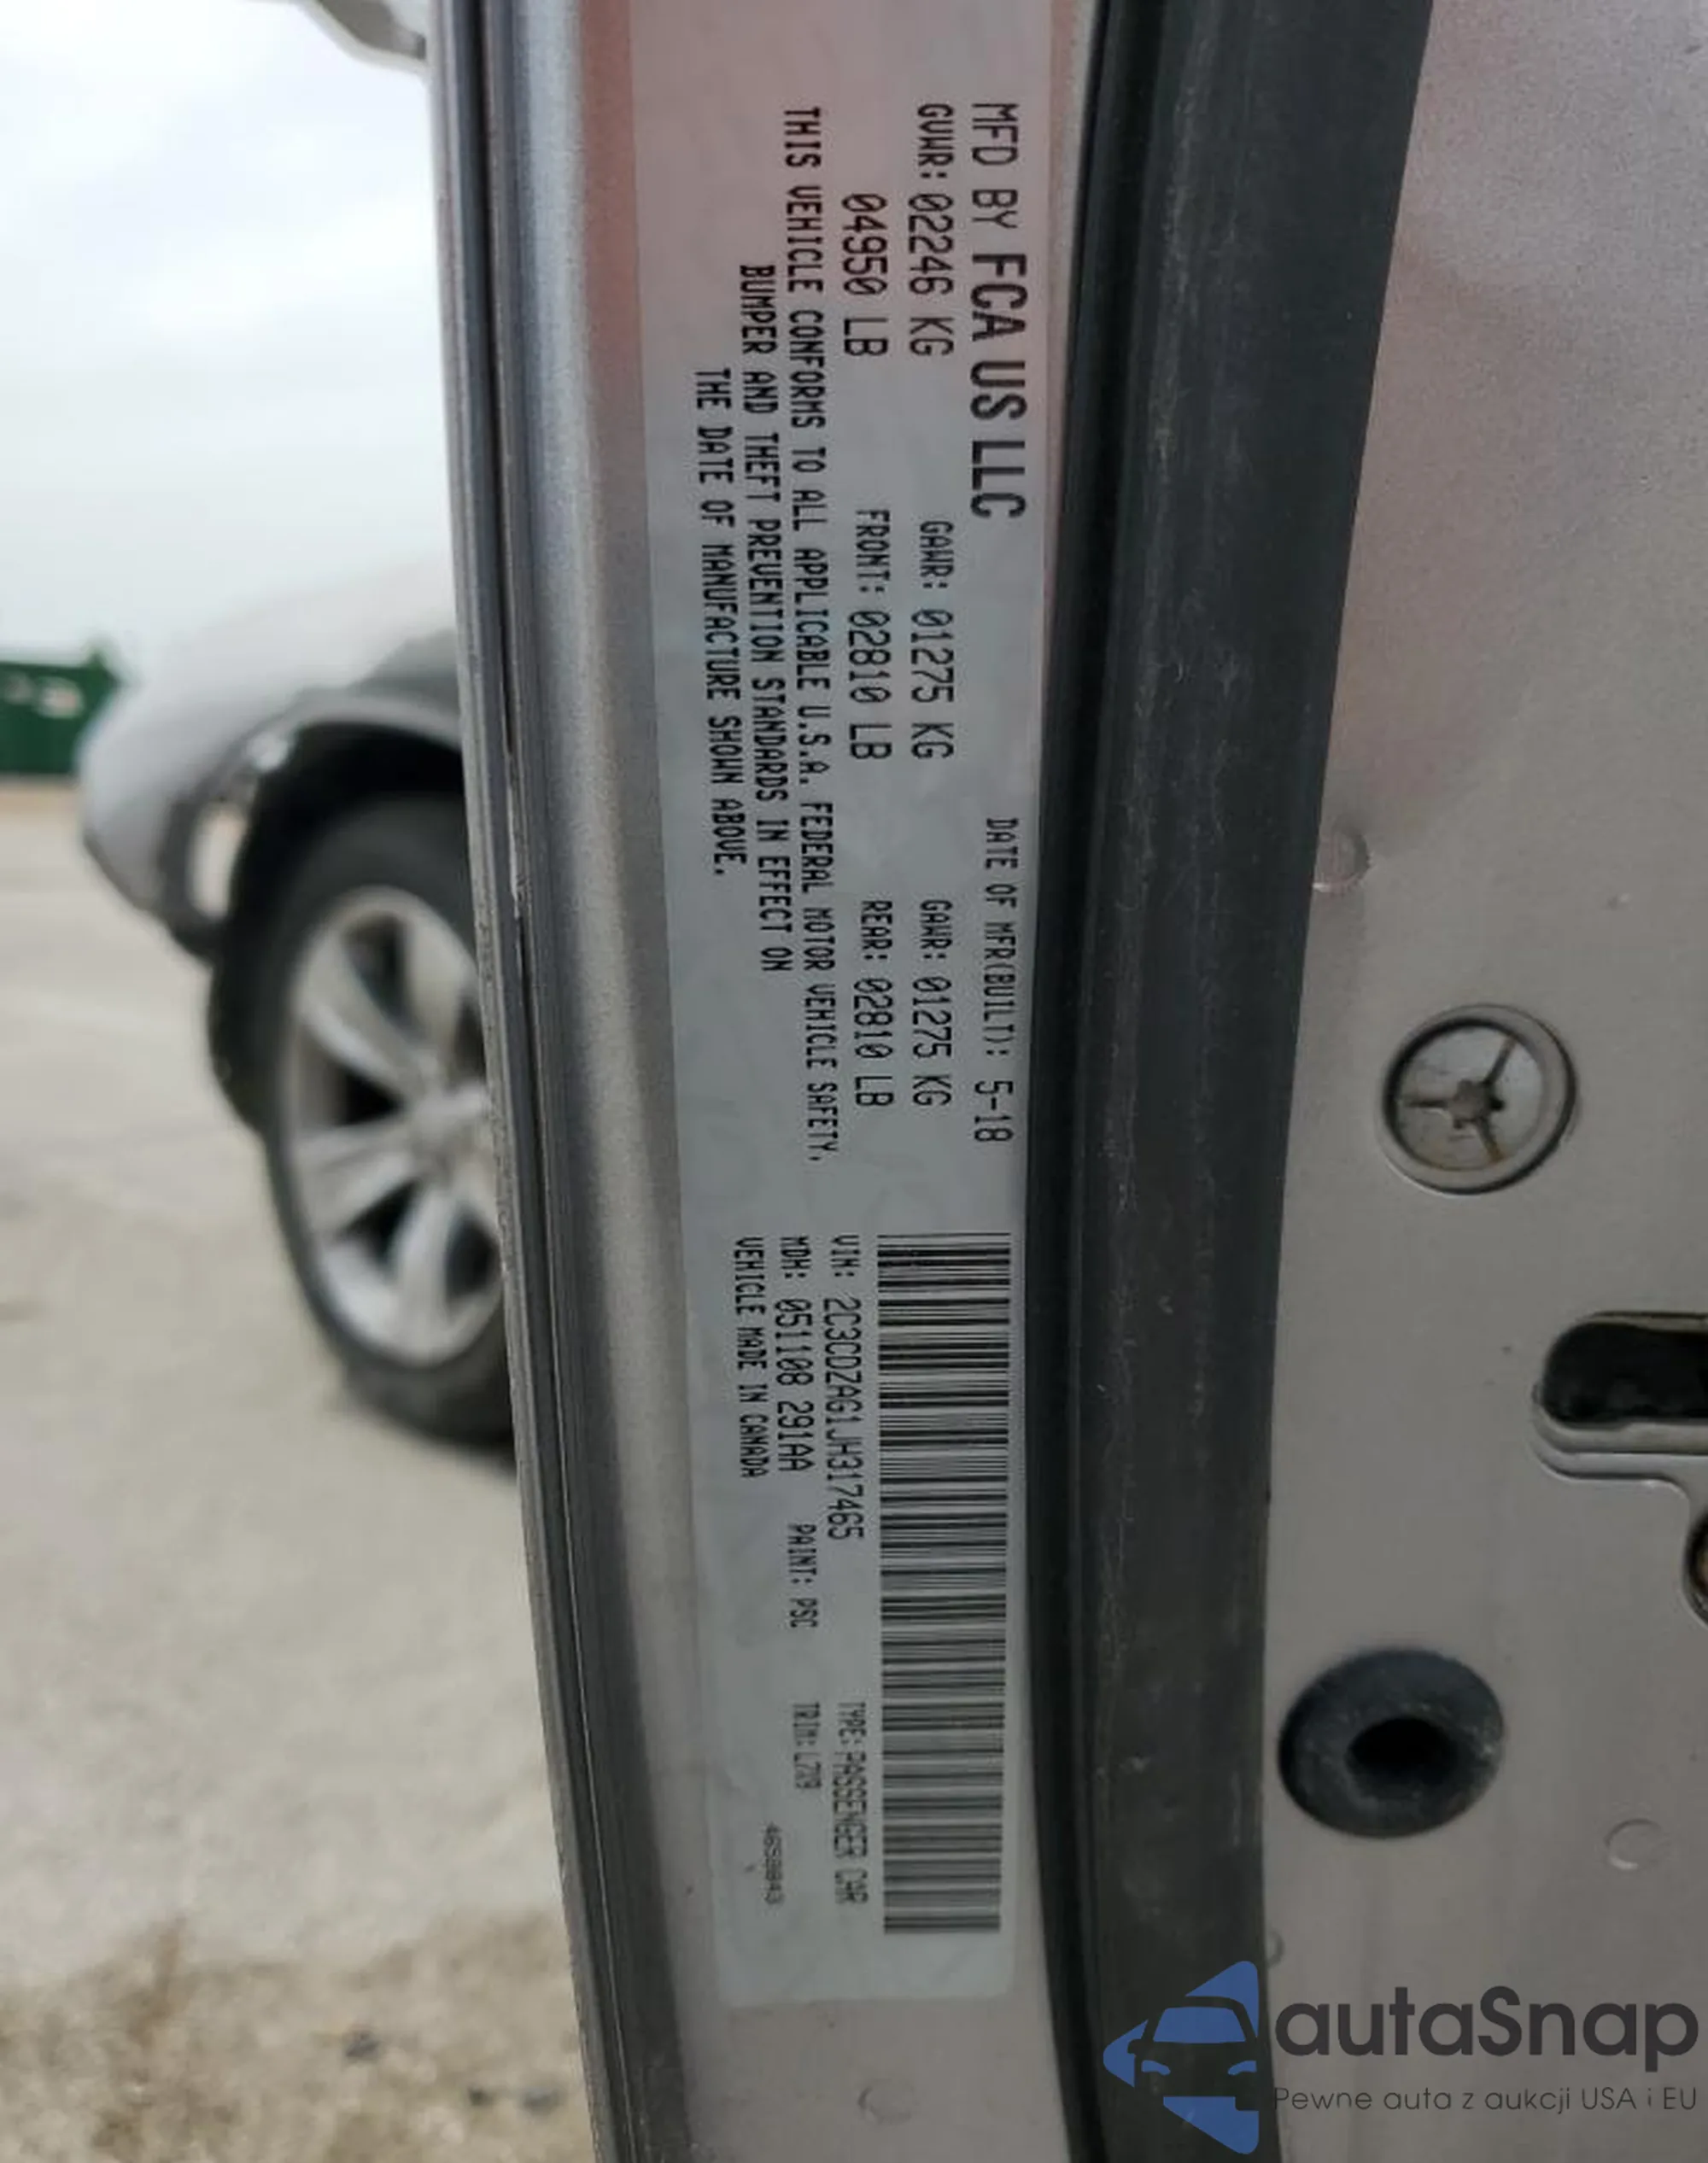 MFD BY FCA US LLC
DATE OF MFR(BUILT): 5-18
GVWR: 02246 KG GAWR: 01275 KG GAWR: 01275 KG
04950 LB FRONT: 02810 LB REAR: 02810 LB
THIS VEHICLE CONFORMS TO ALL APPLICABLE U.S.A. FEDERAL MOTOR VEHICLE SAFETY,
BUMPER AND THEFT PREVENTION STANDARDS IN EFFECT ON
THE DATE OF MANUFACTURE SHOWN ABOVE.
VIN: 2C3CDZAG1JH317465 TYPE: PASSENGER CAR
MDH: 051108 291AA PAINT: PSC TRIM: L7X9
VEHICLE MADE IN CANADA
autaSnap
Pewne auta z aukcji USA i EU